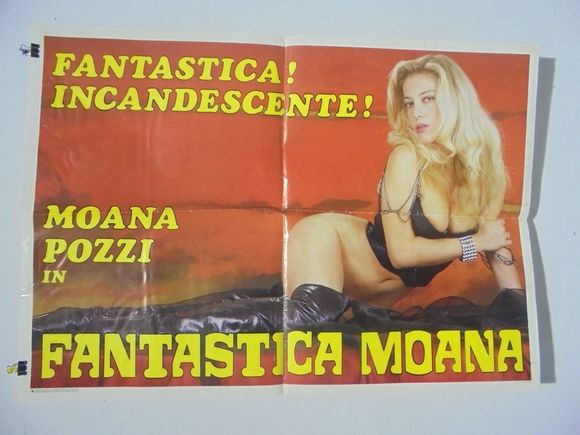 FANTASTICA!
INCANDESCENTE!
MOANA
POZZI
IN
FANTASTICA MOANA